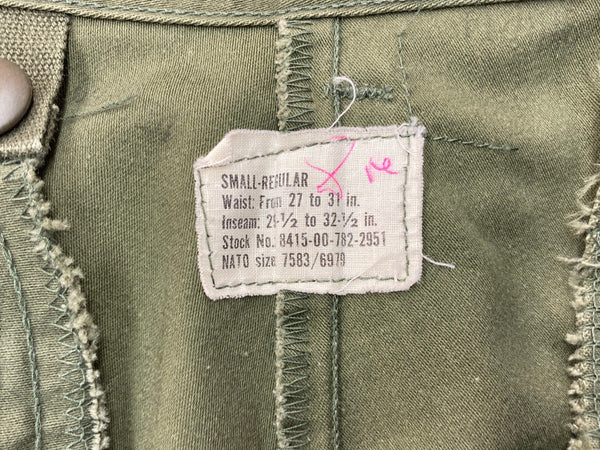 SMALL-REGULAR
Waist: From 27 to 31 in.
Inseam: 29-1/2 to 32-1/2 in.
Stock No. 8415-00-782-2951
NATO size 7583/6979